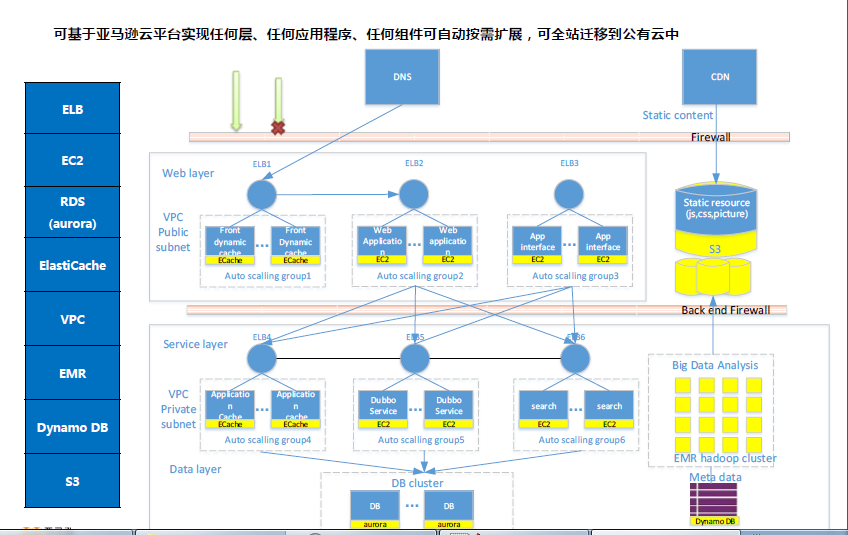 可基于亚马逊云平台实现任何层、任何应用程序、任何组件可自动按需扩展，可全站迁移到公有云中
ELB
EC2
RDS
(aurora)
ElastiCache
VPC
EMR
Dynamo DB
S3
DNS
CDN
Static content
Firewall
Web layer
ELB1
ELB2
ELB3
VPC
Public
subnet
Front
dynamic
cache
ECache
...
Front
Dynamic
cache
ECache
Auto scalling group1
Web
Applicatio
n
EC2
...
Web
applicatio
n
EC2
Auto scalling group2
App
interface
EC2
...
App
interface
EC2
Auto scalling group3
Static resource
(js,css,picture)
S3
Back end Firewall
Service layer
ELB4
VPC
Private
subnet
Applicatio
n
Cache
ECache
...
Applicatio
n
cache
ECache
Auto scalling group4
Dubbo
Service
EC2
...
Dubbo
Service
EC2
Auto scalling group5
search
EC2
...
search
EC2
Auto scalling group6
Big Data Analysis
EMR hadoop cluster
Meta data
Dynamo DB
Data layer
DB cluster
DB
aurora
...
DB
aurora